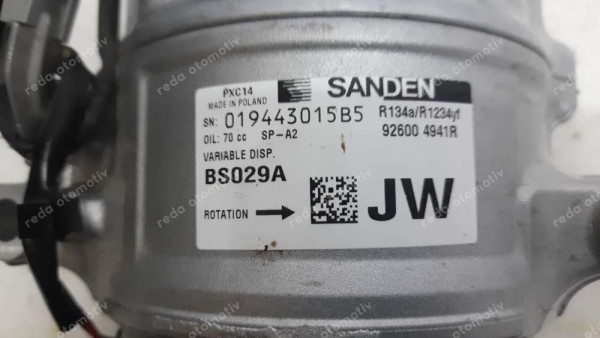 PXC14
MADE IN POLAND
SANDEN
SN: 019443015B5
R134a/R1234yf
OIL: 70 cc SP-A2
92600 4941R
VARIABLE DISP.
BS029A
ROTATION
JW
reda otomotiv